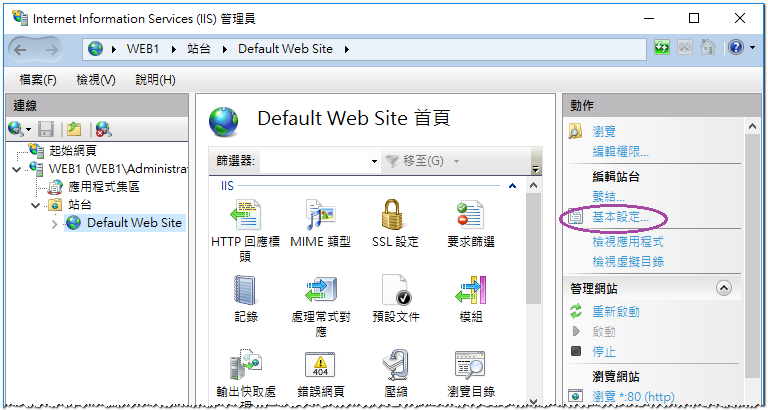 Internet Information Services (IIS) 管理員
WEB1 站台 Default Web Site
檔案(F) 檢視(V) 說明(H)
連線
起始網頁
WEB1 (WEB1\Administra
應用程式集區
站台
Default Web Site
Default Web Site 首頁
篩選器: 移至(G)
IIS
HTTP 回應標
頭
MIME 類型
SSL 設定
要求篩選
記錄
處理常式對
應
預設文件
模組
輸出快取處
404
錯誤網頁
壓縮
瀏覽目錄
動作
瀏覽
編輯權限...
編輯站台
繫結...
基本設定...
檢視應用程式
檢視虛擬目錄
管理網站
重新啟動
啟動
停止
瀏覽網站
瀏覽 *:80 (http)